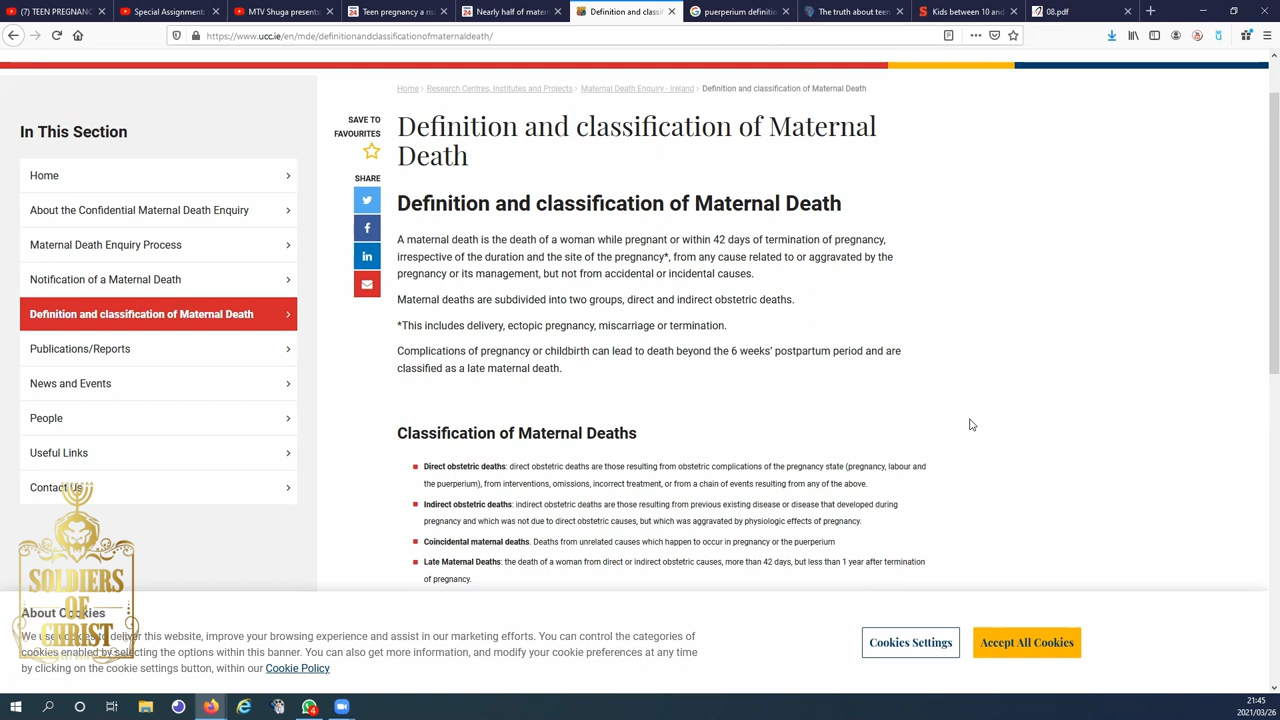 (7) TEEN PREGNANC
Special Assignment
MTV Shuga presents
Teen pregnancy a ris
Nearly half of mater
Definition and classif
puerperium definitio
The truth about teen
Kids between 10 and
08.pdf
https://www.ucc.ie/en/mde/definitionandclassificationofmaternaldeath/
Home > Research Centres, Institutes and Projects > Maternal Death Enquiry - Ireland > Definition and classification of Maternal Death
In This Section
Home
About the Confidential Maternal Death Enquiry
Maternal Death Enquiry Process
Notification of a Maternal Death
Definition and classification of Maternal Death
Publications/Reports
News and Events
People
Useful Links
Contact Us
SAVE TO
FAVOURITES
SHARE
Definition and classification of Maternal
Death
Definition and classification of Maternal Death
A maternal death is the death of a woman while pregnant or within 42 days of termination of pregnancy,
irrespective of the duration and the site of the pregnancy*, from any cause related to or aggravated by the
pregnancy or its management, but not from accidental or incidental causes.
Maternal deaths are subdivided into two groups, direct and indirect obstetric deaths.
*This includes delivery, ectopic pregnancy, miscarriage or termination.
Complications of pregnancy or childbirth can lead to death beyond the 6 weeks' postpartum period and are
classified as a late maternal death.
Classification of Maternal Deaths
Direct obstetric deaths: direct obstetric deaths are those resulting from obstetric complications of the pregnancy state (pregnancy, labour and
the puerperium), from interventions, omissions, incorrect treatment, or from a chain of events resulting from any of the above.
Indirect obstetric deaths: indirect obstetric deaths are those resulting from previous existing disease or disease that developed during
pregnancy and which was not due to direct obstetric causes, but which was aggravated by physiologic effects of pregnancy.
Coincidental maternal deaths. Deaths from unrelated causes which happen to occur in pregnancy or the puerperium
Late Maternal Deaths: the death of a woman from direct or indirect obstetric causes, more than 42 days, but less than 1 year after termination
of pregnancy.
SOLDIERS
OF
CHRIST
About Cookies
We use cookies to deliver this website, improve your browsing experience and assist in our marketing efforts. You can control the categories of
cookies enabled by selecting the options within this banner. You can also get more information, and modify your cookie preferences at any time
by clicking on the cookie settings button, within our Cookie Policy
Cookies Settings
Accept All Cookies
4
21:45
2021/03/26